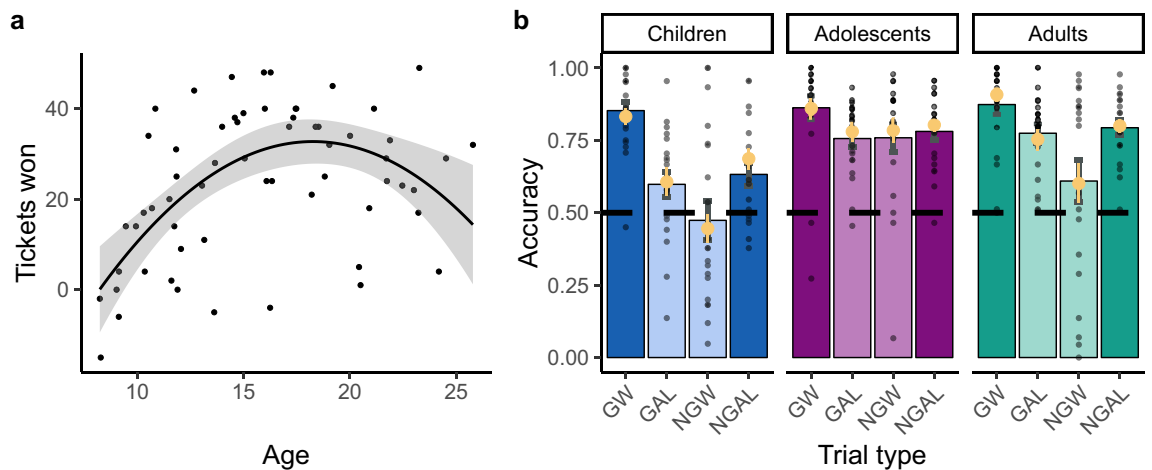 a
Tickets won
40
20
0
10
15
20
25
Age
b
Children
Adolescents
Adults
Accuracy
1.00
0.75
0.50
0.25
0.00
GW
GAL
NGW
NGAL
GW
GAL
NGW
NGAL
GW
GAL
NGW
NGAL
Trial type